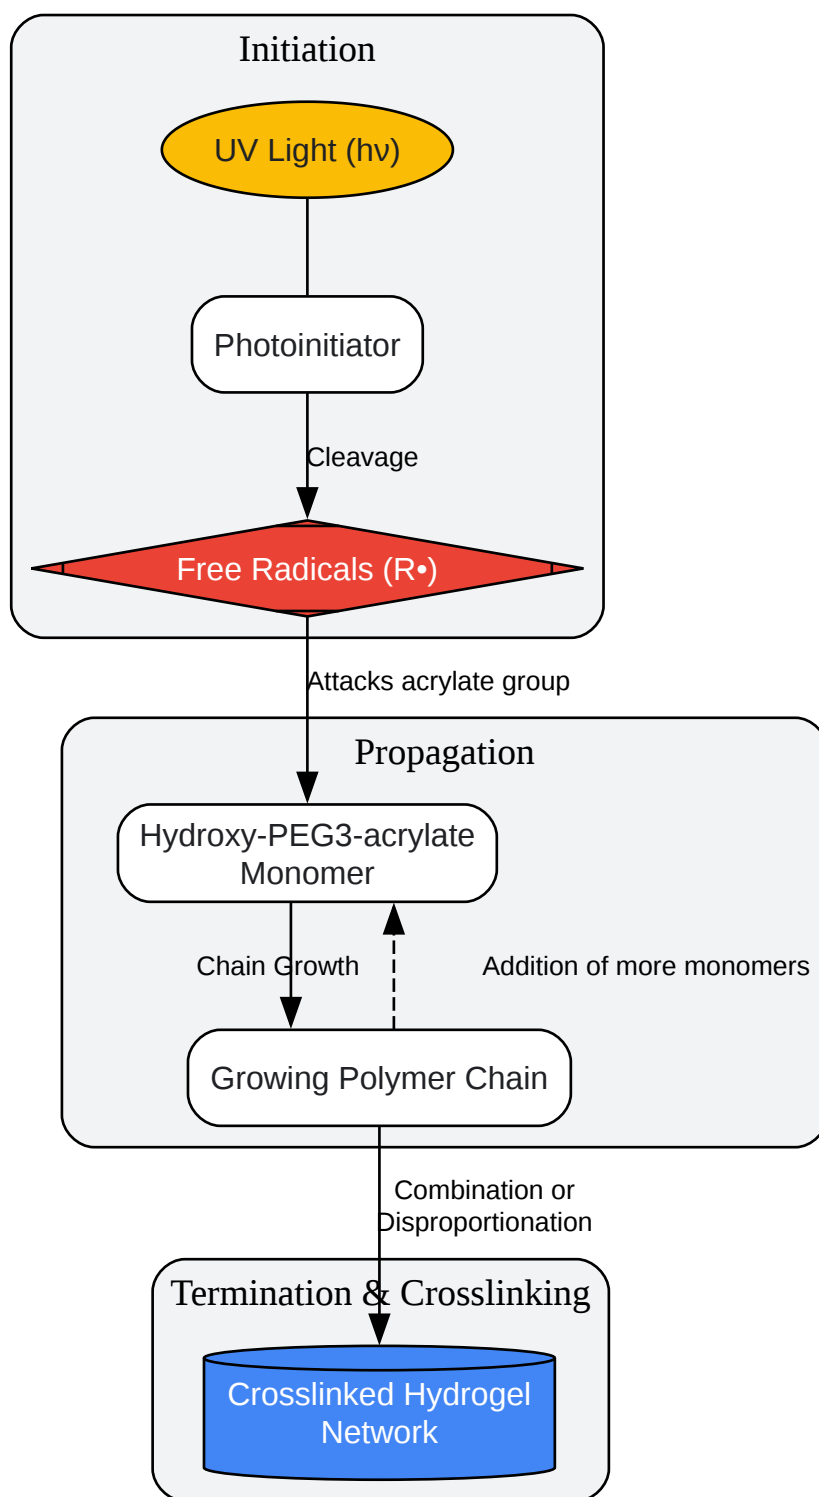 Initiation
UV Light (hν)
Photoinitiator
Cleavage
Free Radicals (R•)
Attacks acrylate group
Propagation
Hydroxy-PEG3-acrylate
Monomer
Chain Growth
Addition of more monomers
Growing Polymer Chain
Combination or
Disproportionation
Termination & Crosslinking
Crosslinked Hydrogel
Network